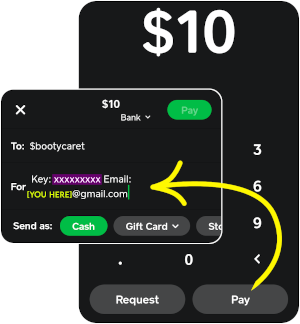 $10
×
$10
Bank
Pay
To: $bootycaret
For Key: xxxxxxxxx Email:
[YOU HERE]@gmail.com
Send as: Cash Gift Card Sto
3
6
9
. 0 <
Request Pay